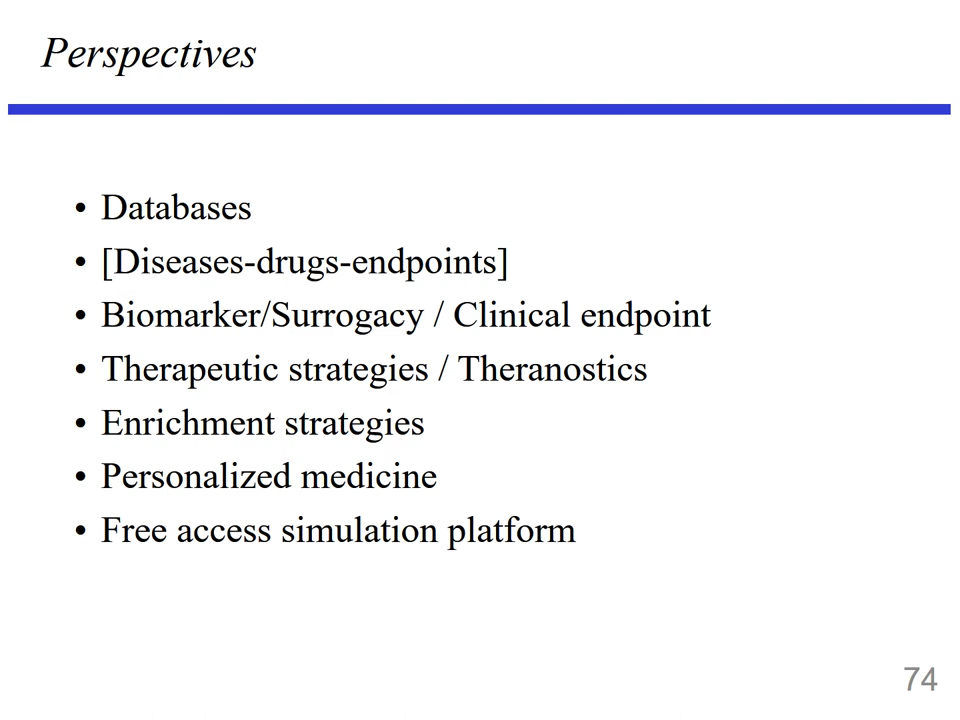 Perspectives
• Databases
• [Diseases-drugs-endpoints]
• Biomarker/Surrogacy / Clinical endpoint
• Therapeutic strategies / Theranostics
• Enrichment strategies
• Personalized medicine
• Free access simulation platform
74